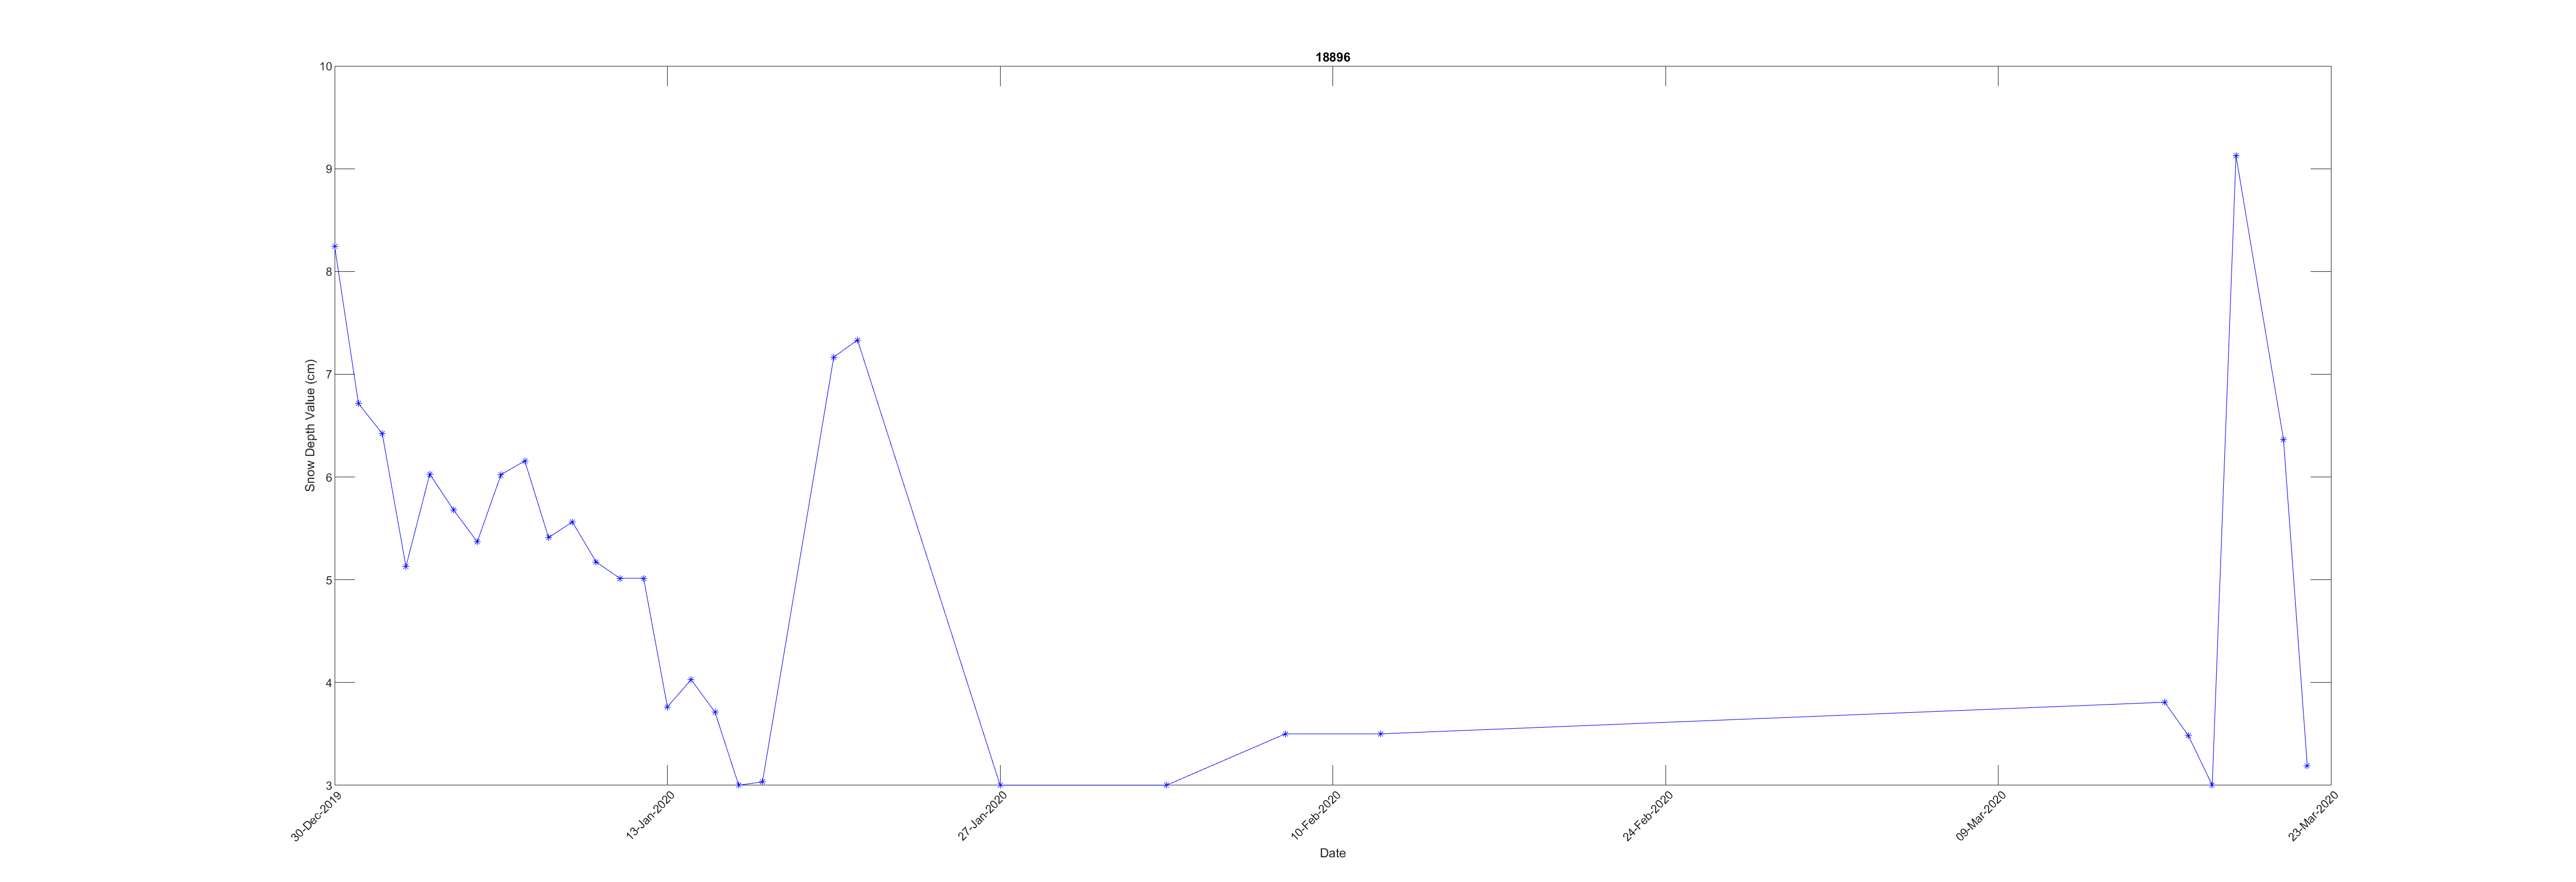 18896
10
9
8
7
6
5
4
3
Snow Depth Value (cm)
30-Dec-2019
13-Jan-2020
27-Jan-2020
10-Feb-2020
24-Feb-2020
09-Mar-2020
23-Mar-2020
Date